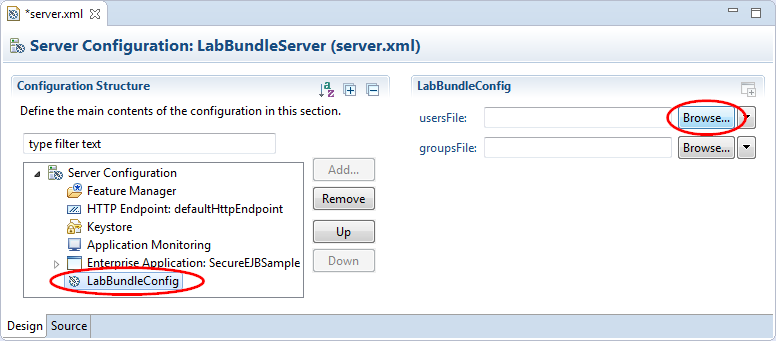 *server.xml
Server Configuration: LabBundleServer (server.xml)
Configuration Structure
Define the main contents of the configuration in this section.
type filter text
Server Configuration
Feature Manager
HTTP Endpoint: defaultHttpEndpoint
Keystore
Application Monitoring
Enterprise Application: SecureEJBSample
LabBundleConfig
Add...
Remove
Up
Down
LabBundleConfig
usersFile: Browse...
groupsFile: Browse...
Design Source